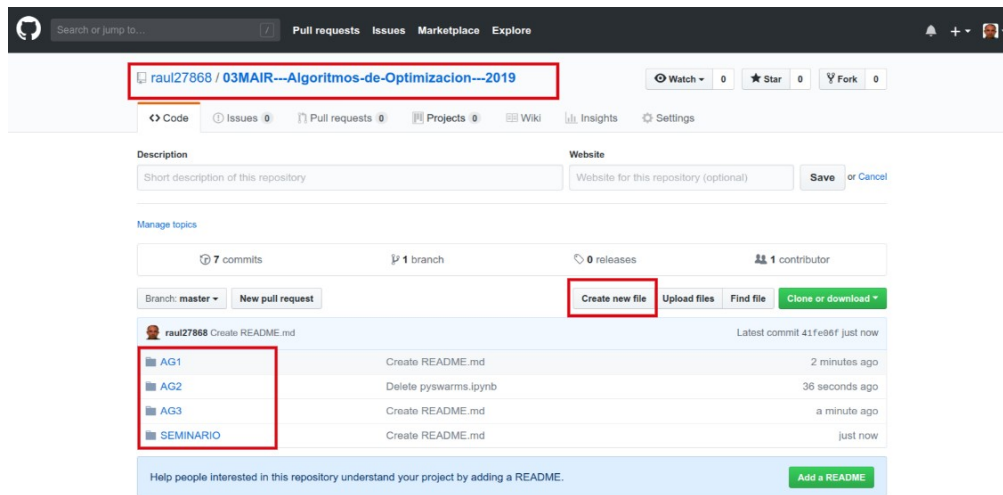 Search or jump to... /
Pull requests Issues Marketplace Explore
raul27868 / 03MAIR---Algoritmos-de-Optimizacion---2019
Watch 0 Star 0 Fork 0
Code Issues 0 Pull requests 0 Projects 0 Wiki Insights Settings
Description Website
Short description of this repository Website for this repository (optional) Save or Cancel
Manage topics
7 commits 1 branch 0 releases 1 contributor
Branch: master New pull request Create new file Upload files Find file Clone or download
raul27868 Create README.md Latest commit 41fe06f just now
AG1 Create README.md 2 minutes ago
AG2 Delete pyswarms.ipynb 36 seconds ago
AG3 Create README.md a minute ago
SEMINARIO Create README.md just now
Help people interested in this repository understand your project by adding a README. Add a README